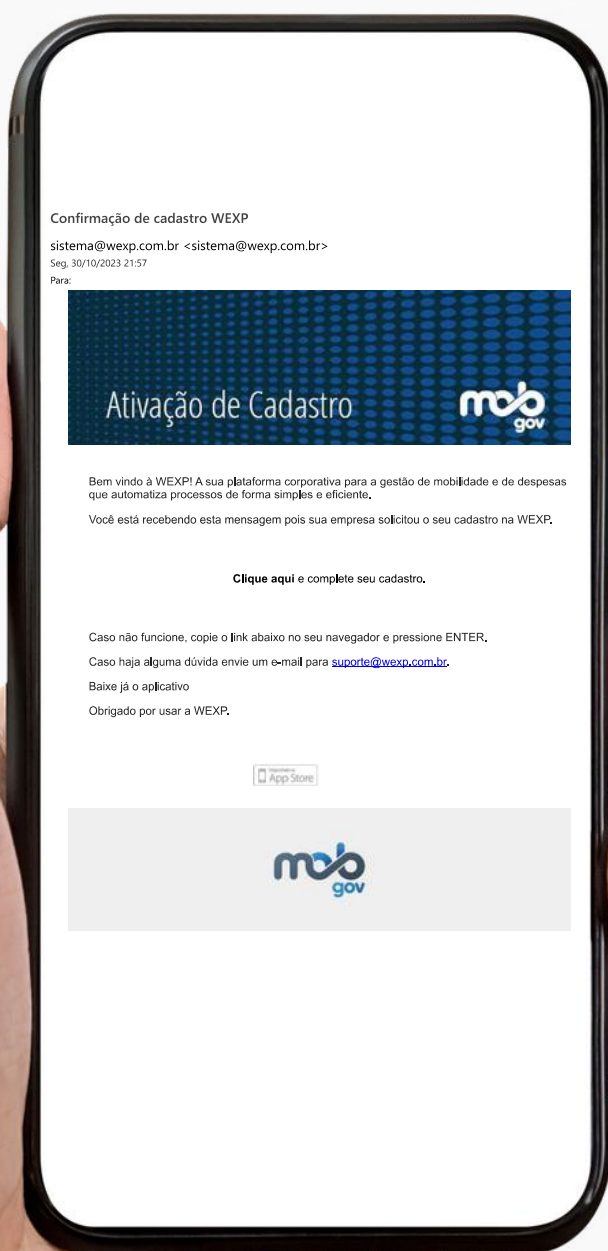 Confirmação de cadastro WEXP
sistema@wexp.com.br <sistema@wexp.com.br>
Seg, 30/10/2023 21:57
Para:
Ativação de Cadastro
mob
gov
Bem vindo à WEXP! A sua plataforma corporativa para a gestão de mobilidade e de despesas
que automatiza processos de forma simples e eficiente.
Você está recebendo esta mensagem pois sua empresa solicitou o seu cadastro na WEXP.
Clique aqui e complete seu cadastro.
Caso não funcione, copie o link abaixo no seu navegador e pressione ENTER.
Caso haja alguma dúvida envie um e-mail para suporte@wexp.com.br.
Baixe já o aplicativo
Obrigado por usar a WEXP.
App Store
mob
gov